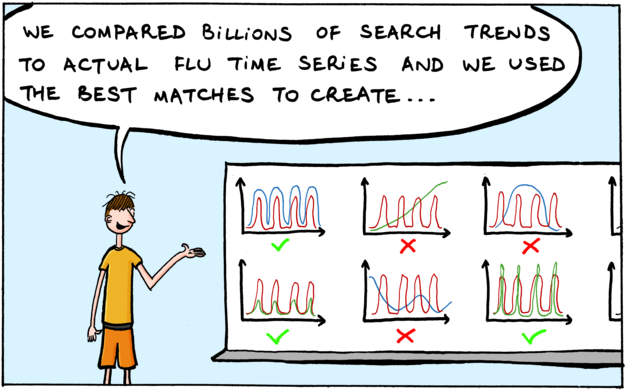 WE COMPARED BILLIONS OF SEARCH TRENDS
TO ACTUAL FLU TIME SERIES AND WE USED
THE BEST MATCHES TO CREATE...